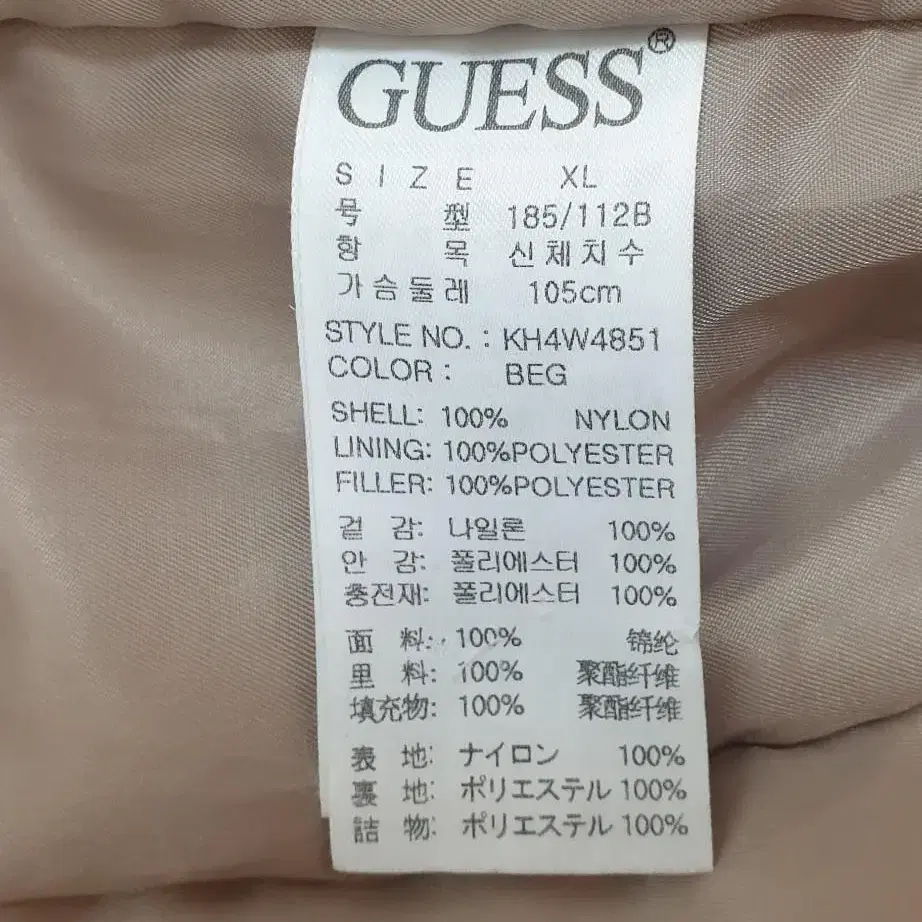 GUESS®
SIZE XL
号型 185/112B
항목 신체치수
가슴둘레 105cm
STYLE NO. : KH4W4851
COLOR : BEG
SHELL: 100% NYLON
LINING: 100%POLYESTER
FILLER: 100%POLYESTER
겉감: 나일론 100%
안감: 폴리에스터 100%
충전재: 폴리에스터 100%
面料: 100% 锦纶
里料: 100% 聚酯纤维
填充物: 100% 聚酯纤维
表地: ナイロン 100%
裏地: ポリエステル 100%
詰物: ポリエステル 100%